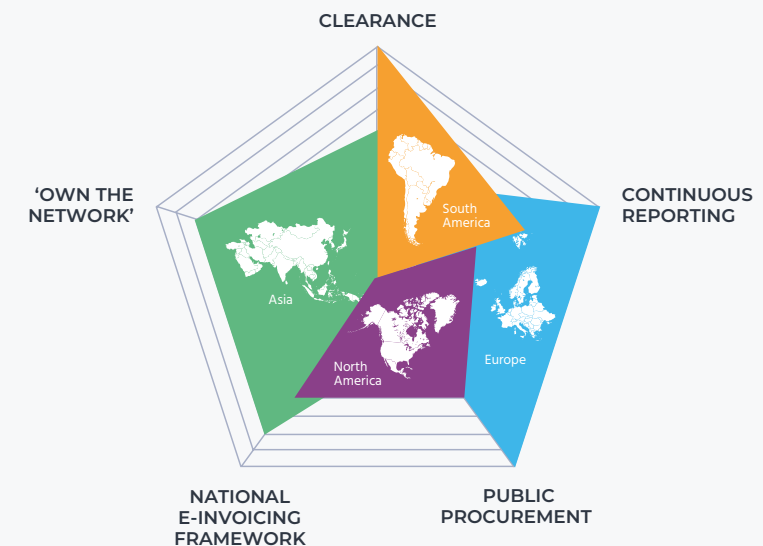 CLEARANCE
‘OWN THE
NETWORK’
CONTINUOUS
REPORTING
South
America
Asia
Europe
North
America
NATIONAL
E-INVOICING
FRAMEWORK
PUBLIC
PROCUREMENT